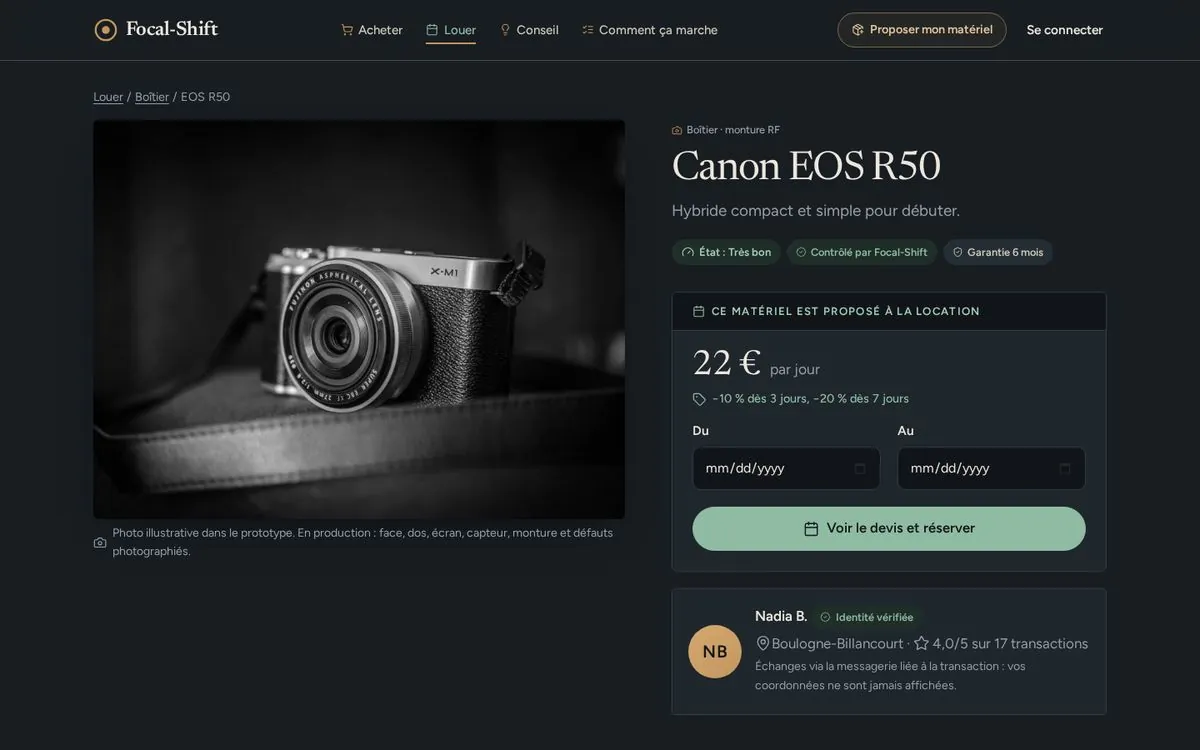 Focal-Shift
Acheter
Louer
Conseil
Comment ça marche
Proposer mon matériel
Se connecter
Louer / Boîtier / EOS R50
X-M1
FUJINON ASPHERICAL LENS
SUPER EBC XF 27mm
Photo illustrative dans le prototype. En production : face, dos, écran, capteur, monture et défauts
photographiés.
Boîtier · monture RF
Canon EOS R50
Hybride compact et simple pour débuter.
État : Très bon
Contrôlé par Focal-Shift
Garantie 6 mois
CE MATÉRIEL EST PROPOSÉ À LA LOCATION
22 € par jour
−10 % dès 3 jours, −20 % dès 7 jours
Du
Au
mm/dd/yyyy
mm/dd/yyyy
Voir le devis et réserver
NB
Nadia B.
Identité vérifiée
Boulogne-Billancourt · 4,0/5 sur 17 transactions
Échanges via la messagerie liée à la transaction : vos
coordonnées ne sont jamais affichées.